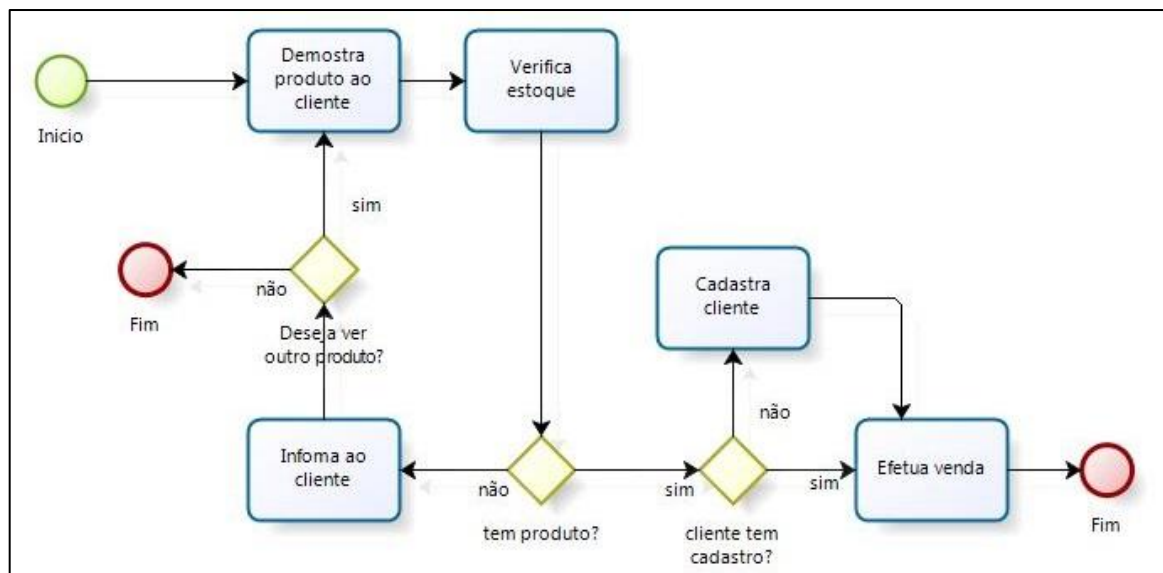 Demostra
produto ao
cliente
Verifica
estoque
Inicio
sim
não
Fim
Deseja ver
outro produto?
Cadastra
cliente
não
Infoma ao
cliente
não
sim
sim
Efetua venda
tem produto?
cliente tem
cadastro?
Fim